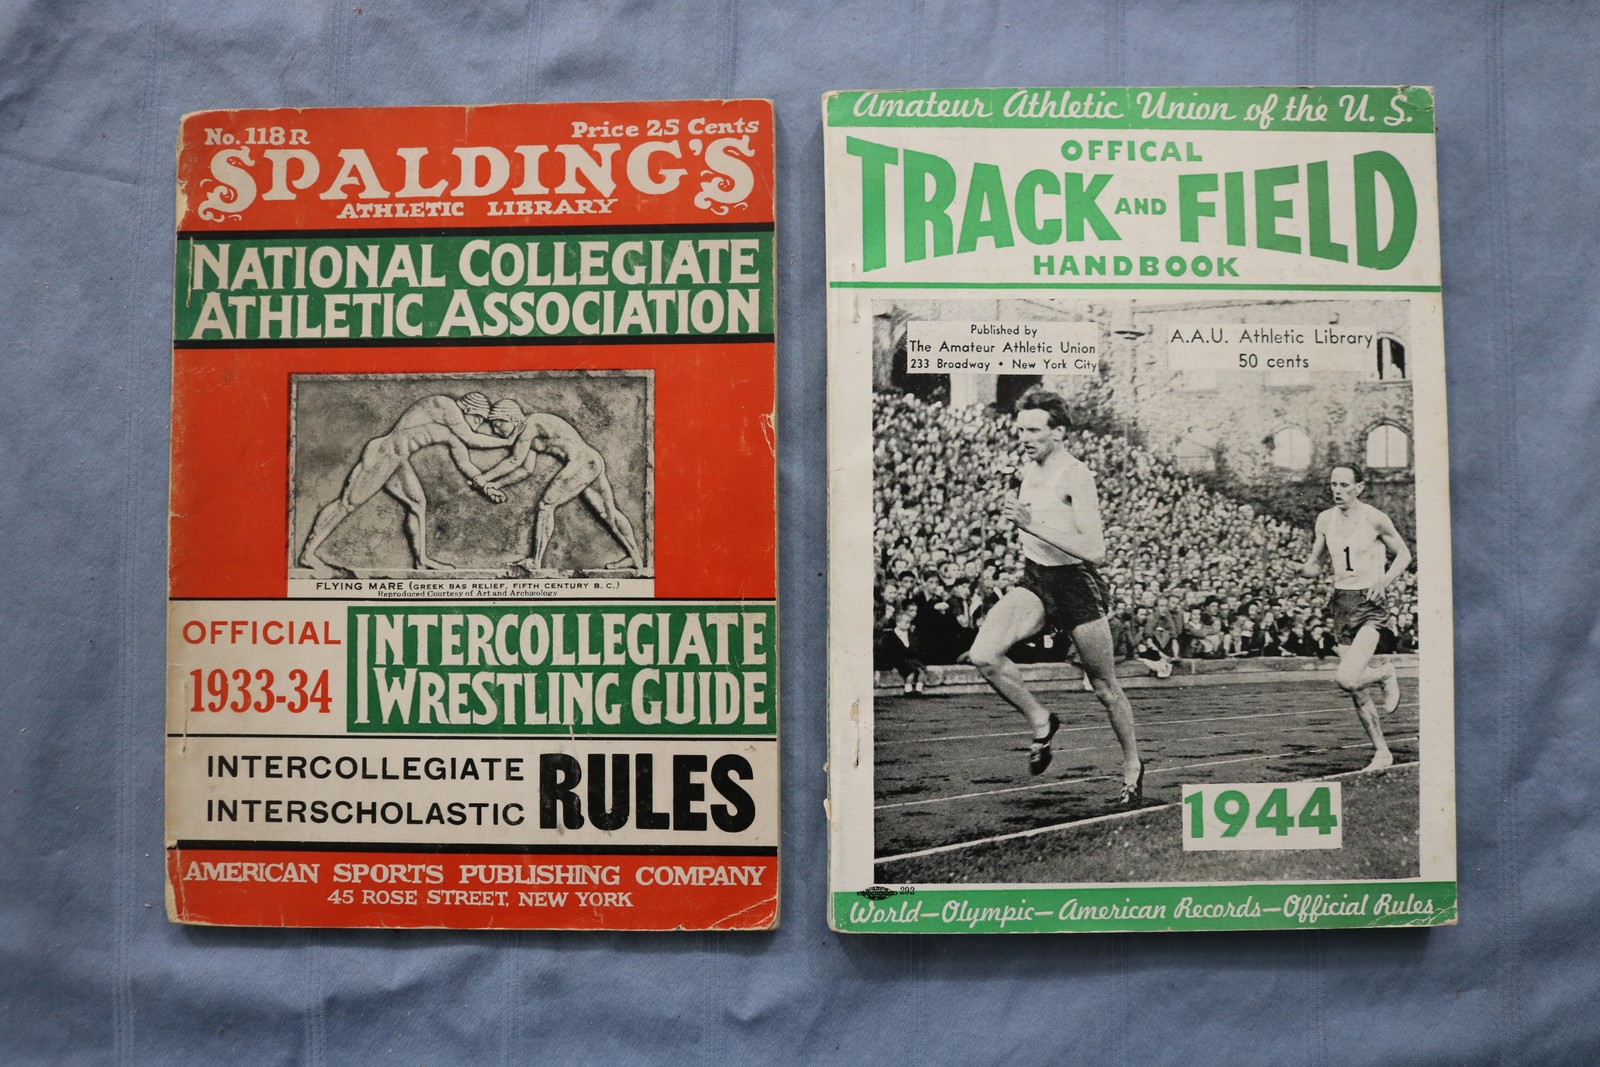 No. 118R
Price 25 Cents
SPALDING'S
ATHLETIC LIBRARY
NATIONAL COLLEGIATE
ATHLETIC ASSOCIATION
FLYING MARE (GREEK BAS RELIEF, FIFTH CENTURY B. C.)
Reproduced Courtesy of Art and Archæology
OFFICIAL
1933-34
INTERCOLLEGIATE
WRESTLING GUIDE
INTERCOLLEGIATE
INTERSCHOLASTIC
RULES
AMERICAN SPORTS PUBLISHING COMPANY
45 ROSE STREET, NEW YORK
Amateur Athletic Union of the U. S.
OFFICAL
TRACK AND FIELD
HANDBOOK
Published by
The Amateur Athletic Union
233 Broadway • New York City
A.A.U. Athletic Library
50 cents
1
1944
292
World—Olympic—American Records—Official Rules